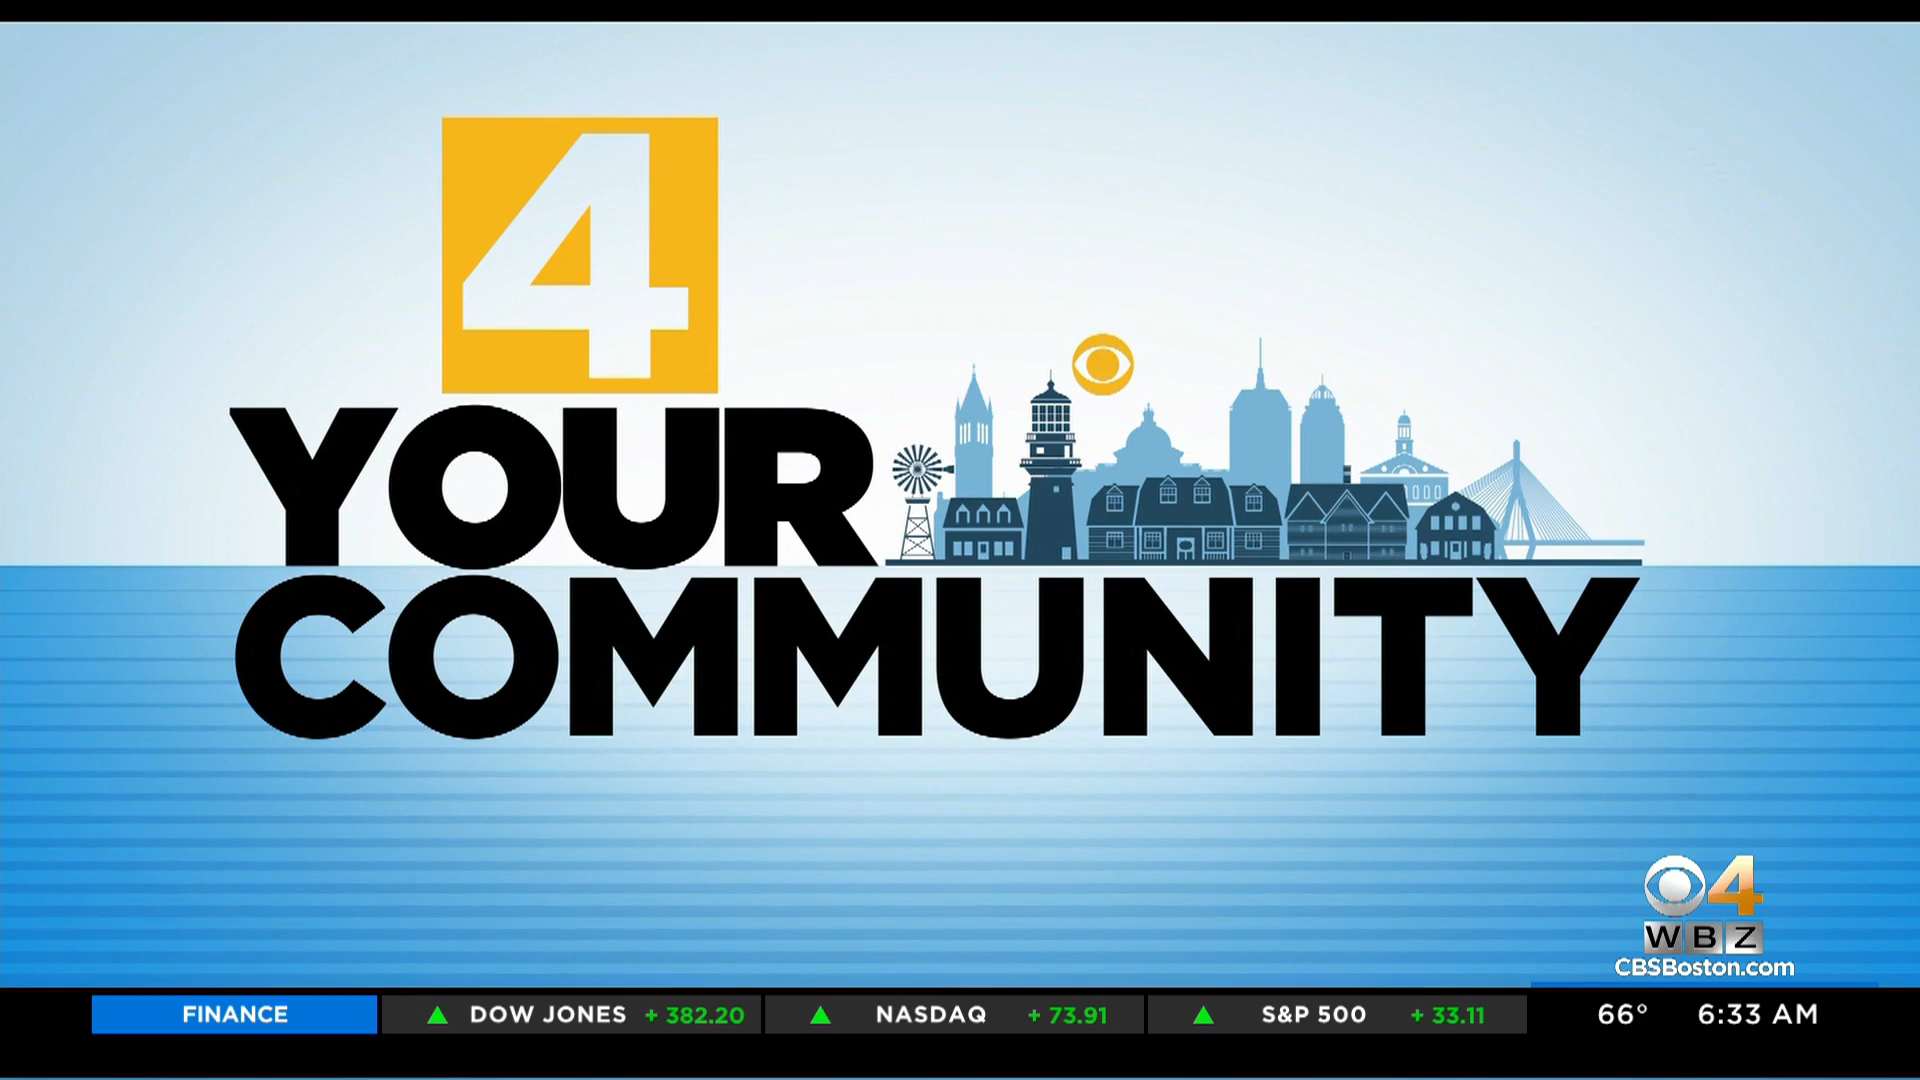 4
YOUR
COMMUNITY
4
WBZ
CBSBoston.com
FINANCE DOW JONES + 382.20 NASDAQ + 73.91 S&P 500 + 33.11 66° 6:33 AM